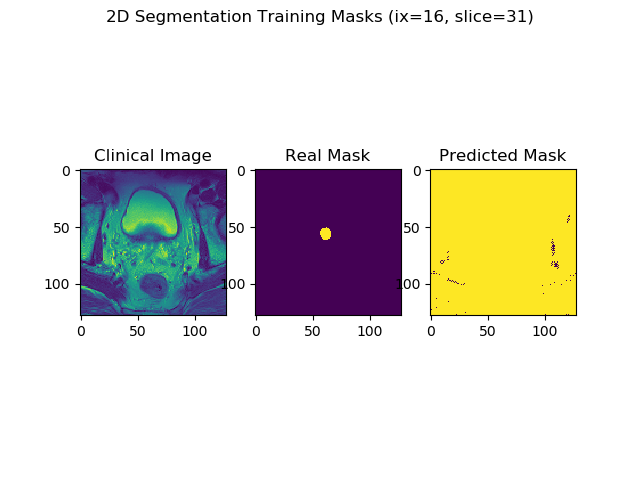 2D Segmentation Training Masks (ix=16, slice=31)
Clinical Image Real Mask Predicted Mask
0 0 0
50 50 50
100 100 100
0 50 100 0 50 100 0 50 100